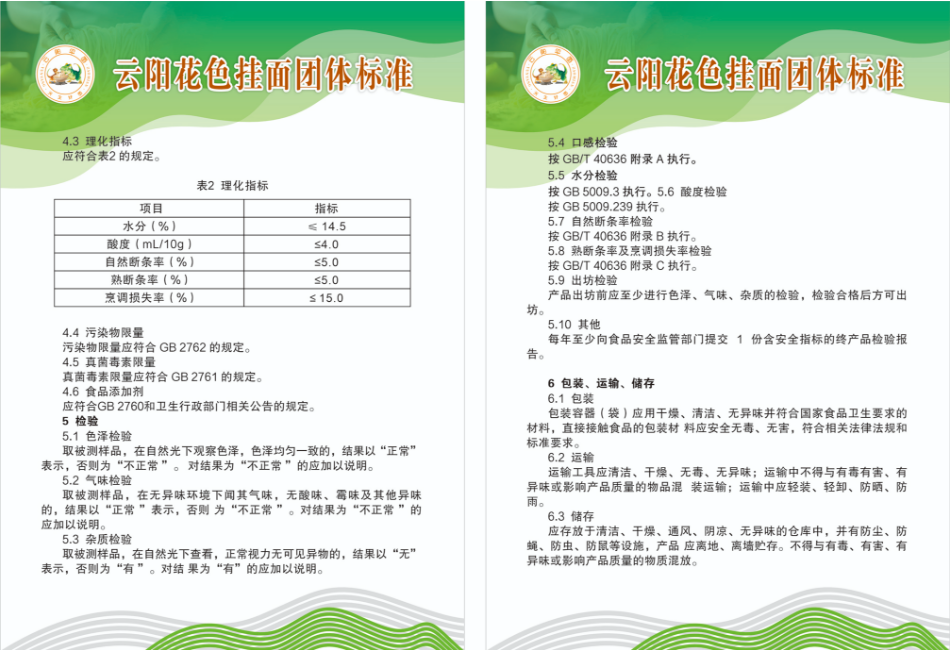 云阳花色挂面团体标准
4.3 理化指标
应符合表2 的规定。
表2 理化指标
项目 指标
水分（%） ≤ 14.5
酸度（mL/10g） ≤4.0
自然断条率（%） ≤5.0
熟断条率（%） ≤5.0
烹调损失率（%） ≤ 15.0
4.4 污染物限量
污染物限量应符合 GB 2762 的规定。
4.5 真菌毒素限量
真菌毒素限量应符合 GB 2761 的规定。
4.6 食品添加剂
应符合GB 2760和卫生行政部门相关公告的规定。
5 检验
5.1 色泽检验
取被测样品，在自然光下观察色泽，色泽均匀一致的，结果以“正常”
表示，否则为“不正常 ”。 对结果为“不正常 ”的应加以说明。
5.2 气味检验
取被测样品，在无异味环境下闻其气味，无酸味、霉味及其他异味
的，结果以“正常 ”表示，否则 为“不正常 ”。对结果为“不正常 ”的
应加以说明。
5.3 杂质检验
取被测样品，在自然光下查看，正常视力无可见异物的，结果以“无”
表示，否则为“有 ”。对结 果为“有”的应加以说明。
云阳花色挂面团体标准
5.4 口感检验
按 GB/T 40636 附录 A 执行。
5.5 水分检验
按 GB 5009.3 执行。5.6 酸度检验
按 GB 5009.239 执行。
5.7 自然断条率检验
按 GB/T 40636 附录 B 执行。
5.8 熟断条率及烹调损失率检验
按 GB/T 40636 附录 C 执行。
5.9 出坊检验
产品出坊前应至少进行色泽、气味、杂质的检验，检验合格后方可出
坊。
5.10 其他
每年至少向食品安全监管部门提交 1 份含安全指标的终产品检验报
告。
6 包装、运输、储存
6.1 包装
包装容器（袋）应用干燥、清洁、无异味并符合国家食品卫生要求的
材料，直接接触食品的包装材 料应安全无毒、无害，符合相关法律法规和
标准要求。
6.2 运输
运输工具应清洁、干燥、无毒、无异味；运输中不得与有毒有害、有
异味或影响产品质量的物品混 装运输；运输中应轻装、轻卸、防晒、防
雨。
6.3 储存
应存放于清洁、干燥、通风、阴凉、无异味的仓库中，并有防尘、防
蝇、防虫、防鼠等设施，产品 应离地、离墙贮存。不得与有毒、有害、有
异味或影响产品质量的物质混放。